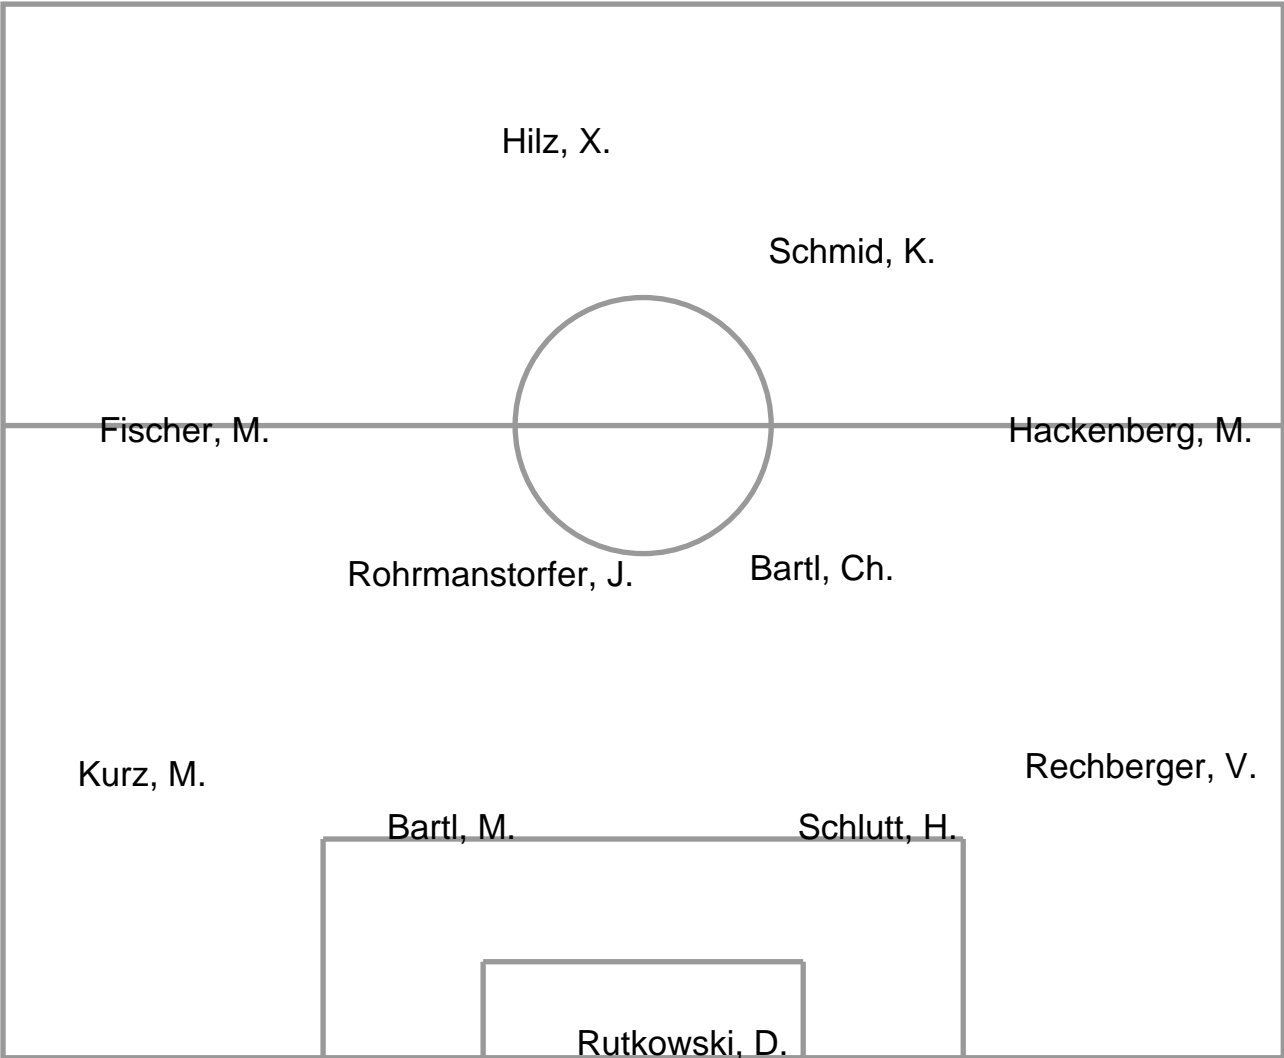 Hilz, X.
Schmid, K.
Fischer, M.
Hackenberg, M.
Rohrmanstorfer, J.
Bartl, Ch.
Kurz, M.
Rechberger, V.
Bartl, M.
Schlutt, H.
Rutkowski, D.